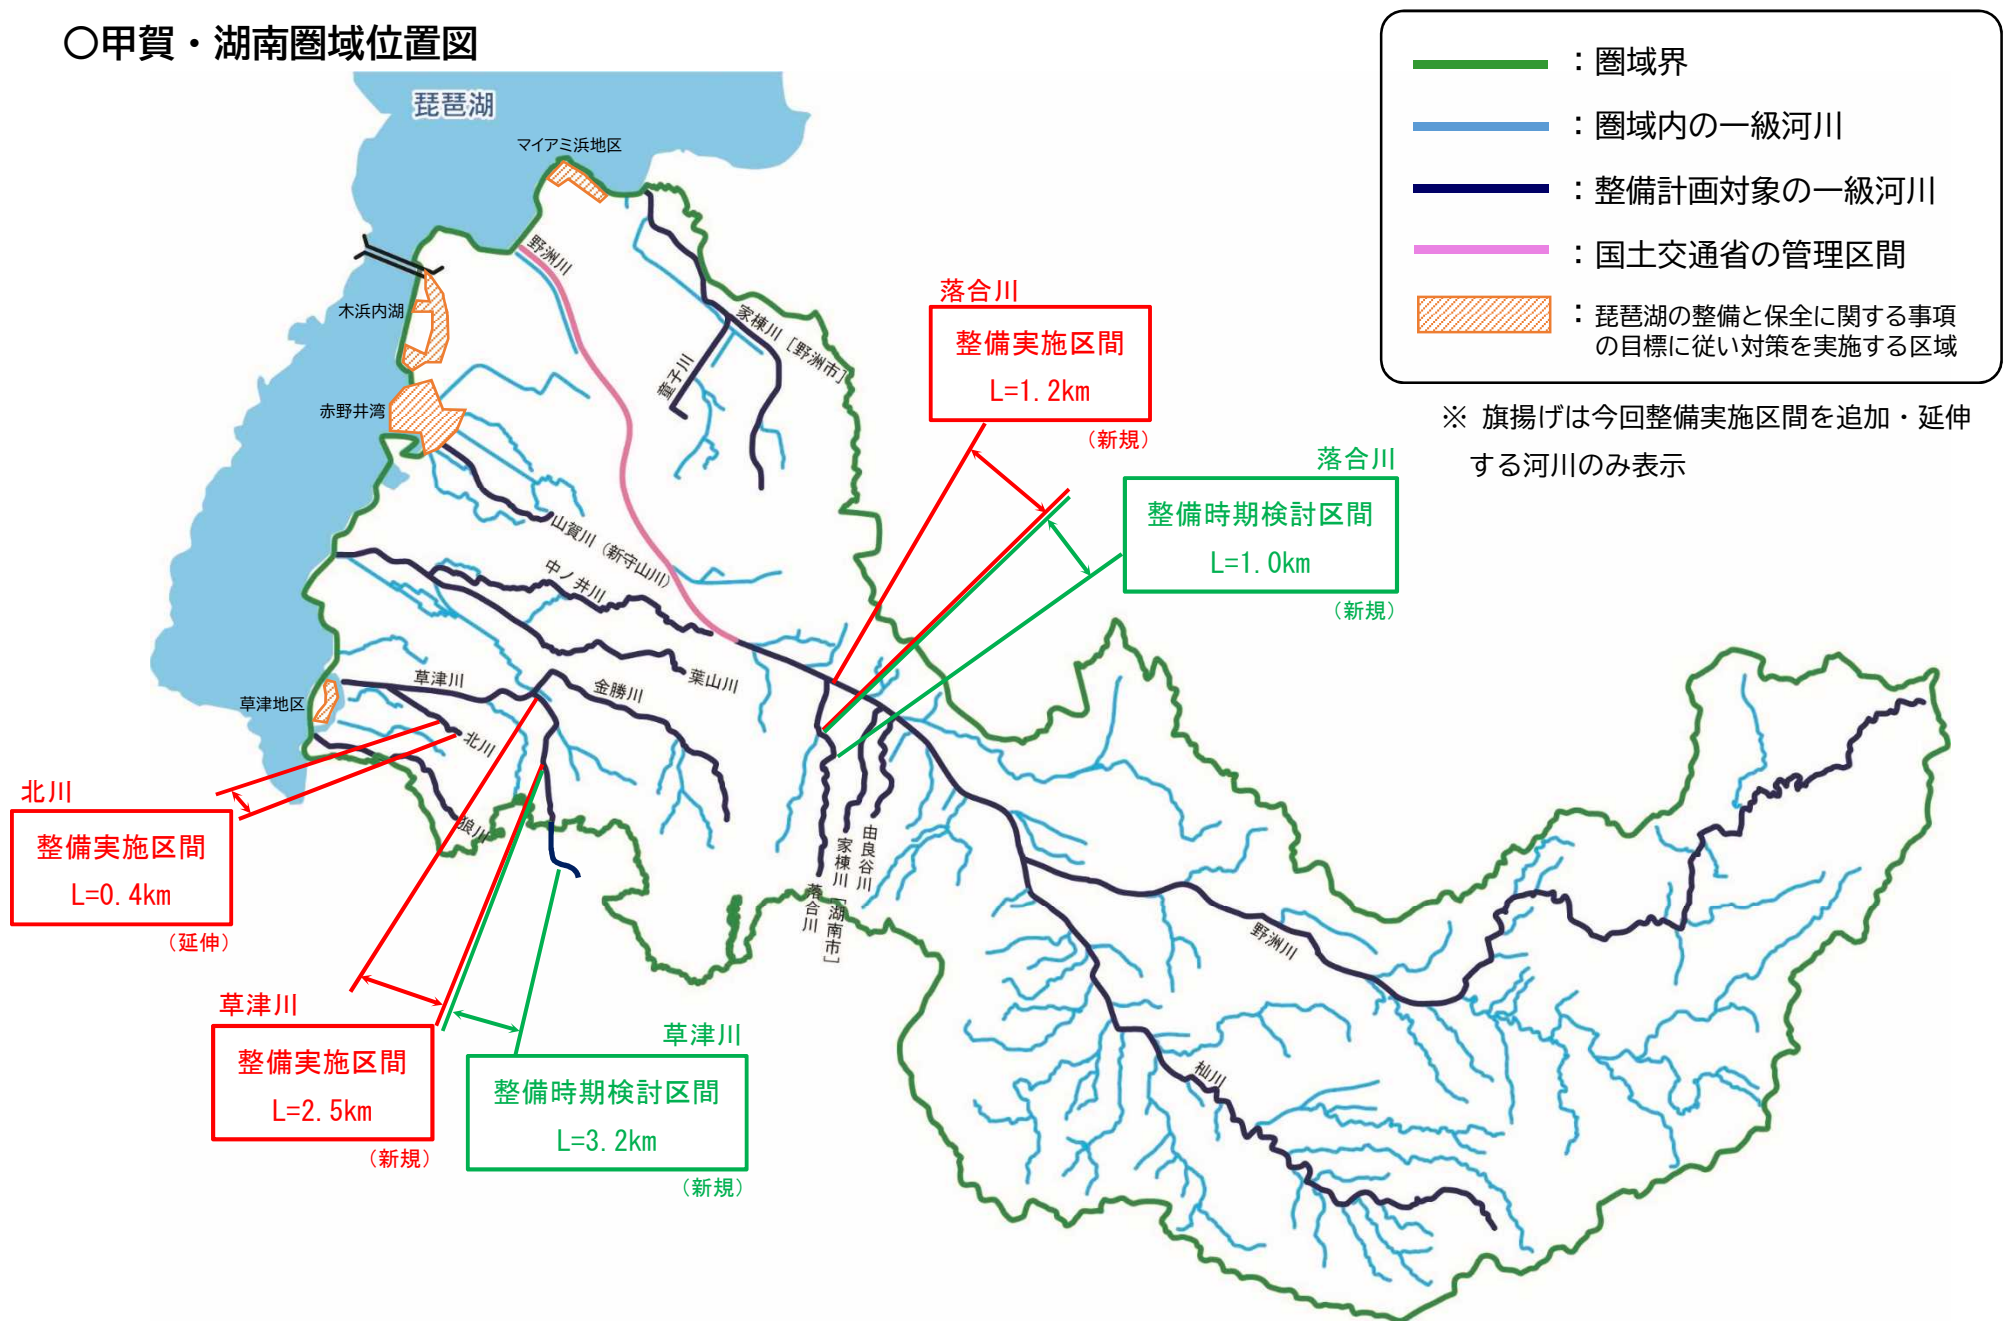 〇甲賀・湖南圏域位置図
：圏域界
：圏域内の一級河川
：整備計画対象の一級河川
：国土交通省の管理区間
：琵琶湖の整備と保全に関する事項
の目標に従い対策を実施する区域
※ 旗揚げは今回整備実施区間を追加・延伸
する河川のみ表示
琵琶湖
マイアミ浜地区
野洲川
木浜内湖
家棟川［野洲市］
童子川
赤野井湾
落合川
整備実施区間
L=1.2km
（新規）
落合川
整備時期検討区間
L=1.0km
（新規）
山賀川（新守山川）
中ノ井川
葉山川
草津川
金勝川
草津地区
北川
狼川
北川
整備実施区間
L=0.4km
（延伸）
由良谷川
家棟川［湖南市］
落合川
野洲川
杣川
草津川
整備実施区間
L=2.5km
（新規）
草津川
整備時期検討区間
L=3.2km
（新規）